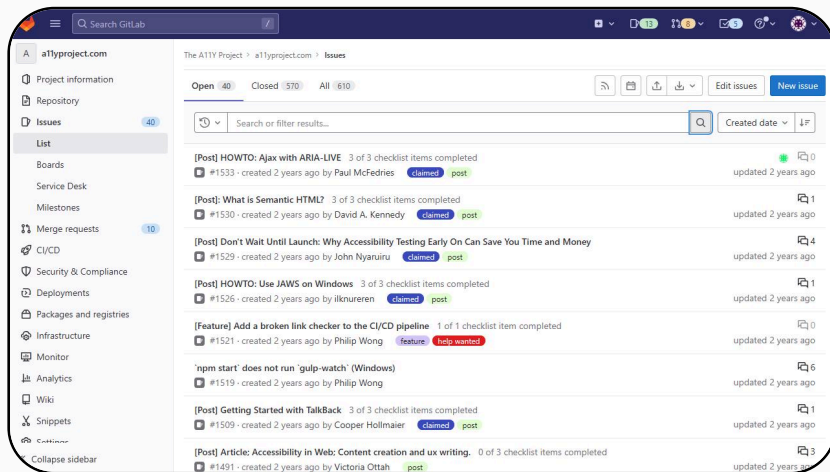 Search GitLab
/
13
8
5
A
a11yproject.com
Project information
Repository
Issues
40
List
Boards
Service Desk
Milestones
Merge requests
10
CI/CD
Security & Compliance
Deployments
Packages and registries
Infrastructure
Monitor
Analytics
Wiki
Snippets
Settings
Collapse sidebar
The A11Y Project > a11yproject.com > Issues
Open 40 Closed 570 All 610
Edit issues
New issue
Search or filter results...
Created date
[Post] HOWTO: Ajax with ARIA-LIVE 3 of 3 checklist items completed
0
#1533 · created 2 years ago by Paul McFedries claimed post
updated 2 years ago
[Post]: What is Semantic HTML? 3 of 3 checklist items completed
1
#1530 · created 2 years ago by David A. Kennedy claimed post
updated 2 years ago
[Post] Don't Wait Until Launch: Why Accessibility Testing Early On Can Save You Time and Money
4
#1529 · created 2 years ago by John Nyaruiru claimed post
updated 2 years ago
[Post] HOWTO: Use JAWS on Windows 3 of 3 checklist items completed
1
#1526 · created 2 years ago by ilknureren claimed post
updated 2 years ago
[Feature] Add a broken link checker to the CI/CD pipeline 1 of 1 checklist item completed
0
#1521 · created 2 years ago by Philip Wong feature help wanted
updated 2 years ago
`npm start` does not run `gulp-watch` (Windows)
6
#1519 · created 2 years ago by Philip Wong
updated 2 years ago
[Post] Getting Started with TalkBack 3 of 3 checklist items completed
1
#1509 · created 2 years ago by Cooper Hollmaier claimed post
updated 2 years ago
[Post] Article; Accessibility in Web; Content creation and ux writing. 0 of 3 checklist items completed
3
#1491 · created 2 years ago by Victoria Ottah post
updated 2 years ago